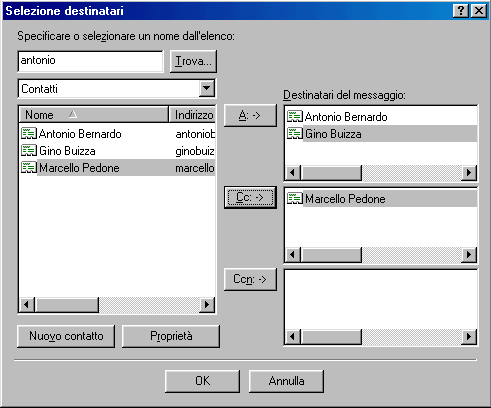 Selezione destinatari
Specificare o selezionare un nome dall'elenco:
antonio
Trova...
Contatti
Nome Indirizzo
Antonio Bernardo antoniob
Gino Buizza ginobuiz
Marcello Pedone marcello
Nuovo contatto
Proprietà
A: ->
Cc: ->
Ccn: ->
Destinatari del messaggio:
Antonio Bernardo
Gino Buizza
Marcello Pedone
OK
Annulla